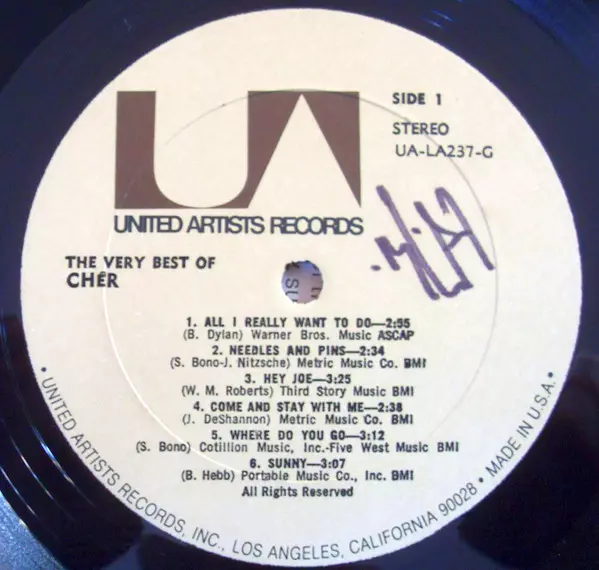 UA
SIDE 1
STEREO
UA-LA237-G
UNITED ARTISTS RECORDS
THE VERY BEST OF
CHÉR
1. ALL I REALLY WANT TO DO—2:55
(B. Dylan) Warner Bros. Music ASCAP
2. NEEDLES AND PINS—2:34
(S. Bono-J. Nitzsche) Metric Music Co. BMI
3. HEY JOE—3:25
(W. M. Roberts) Third Story Music BMI
4. COME AND STAY WITH ME—2:38
(J. DeShannon) Metric Music Co. BMI
5. WHERE DO YOU GO—3:12
(S. Bono) Cotillion Music, Inc.-Five West Music BMI
6. SUNNY—3:07
(B. Hebb) Portable Music Co., Inc. BMI
All Rights Reserved
• UNITED ARTISTS RECORDS, INC., LOS ANGELES, CALIFORNIA 90028 • MADE IN U.S.A. •